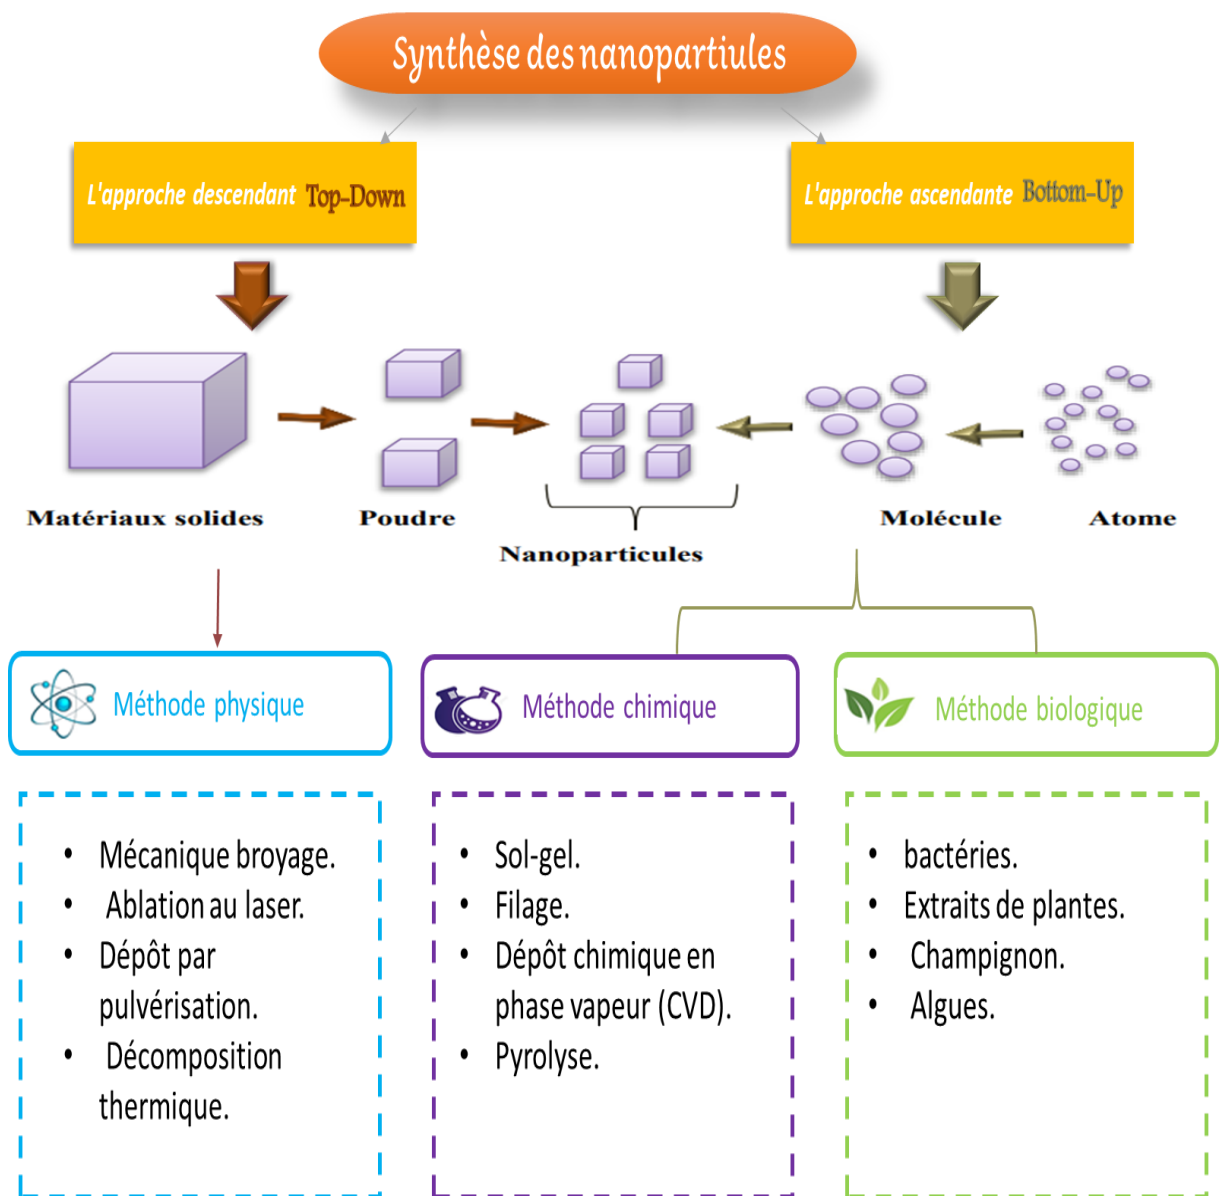 Synthèse des nanopartiules
L'approche descendant Top-Down
L'approche ascendante Bottom-Up
Matériaux solides
Poudre
Nanoparticules
Molécule
Atome
Méthode physique
Méthode chimique
Méthode biologique
• Mécanique broyage.
• Ablation au laser.
• Dépôt par
pulvérisation.
• Décomposition
thermique.
• Sol-gel.
• Filage.
• Dépôt chimique en
phase vapeur (CVD).
• Pyrolyse.
• bactéries.
• Extraits de plantes.
• Champignon.
• Algues.